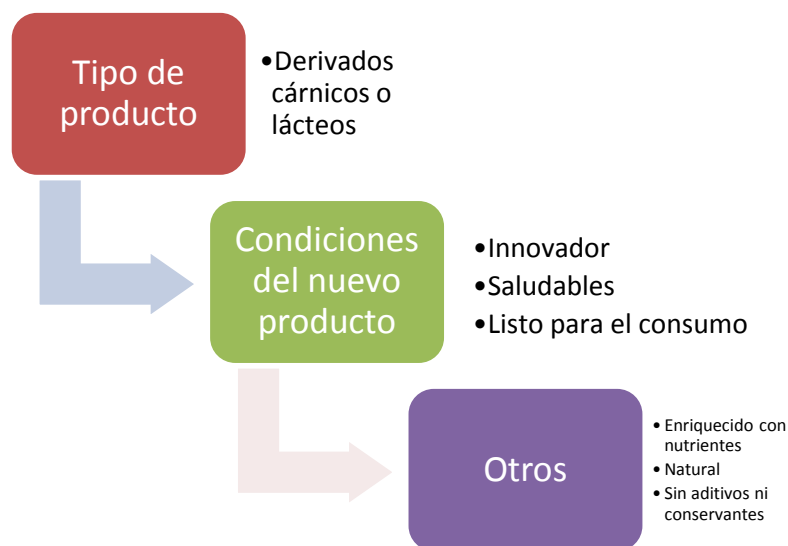 Tipo de
producto
•Derivados
cárnicos o
lácteos
Condiciones
del nuevo
producto
•Innovador
•Saludables
•Listo para el consumo
Otros
• Enriquecido con
nutrientes
• Natural
• Sin aditivos ni
conservantes